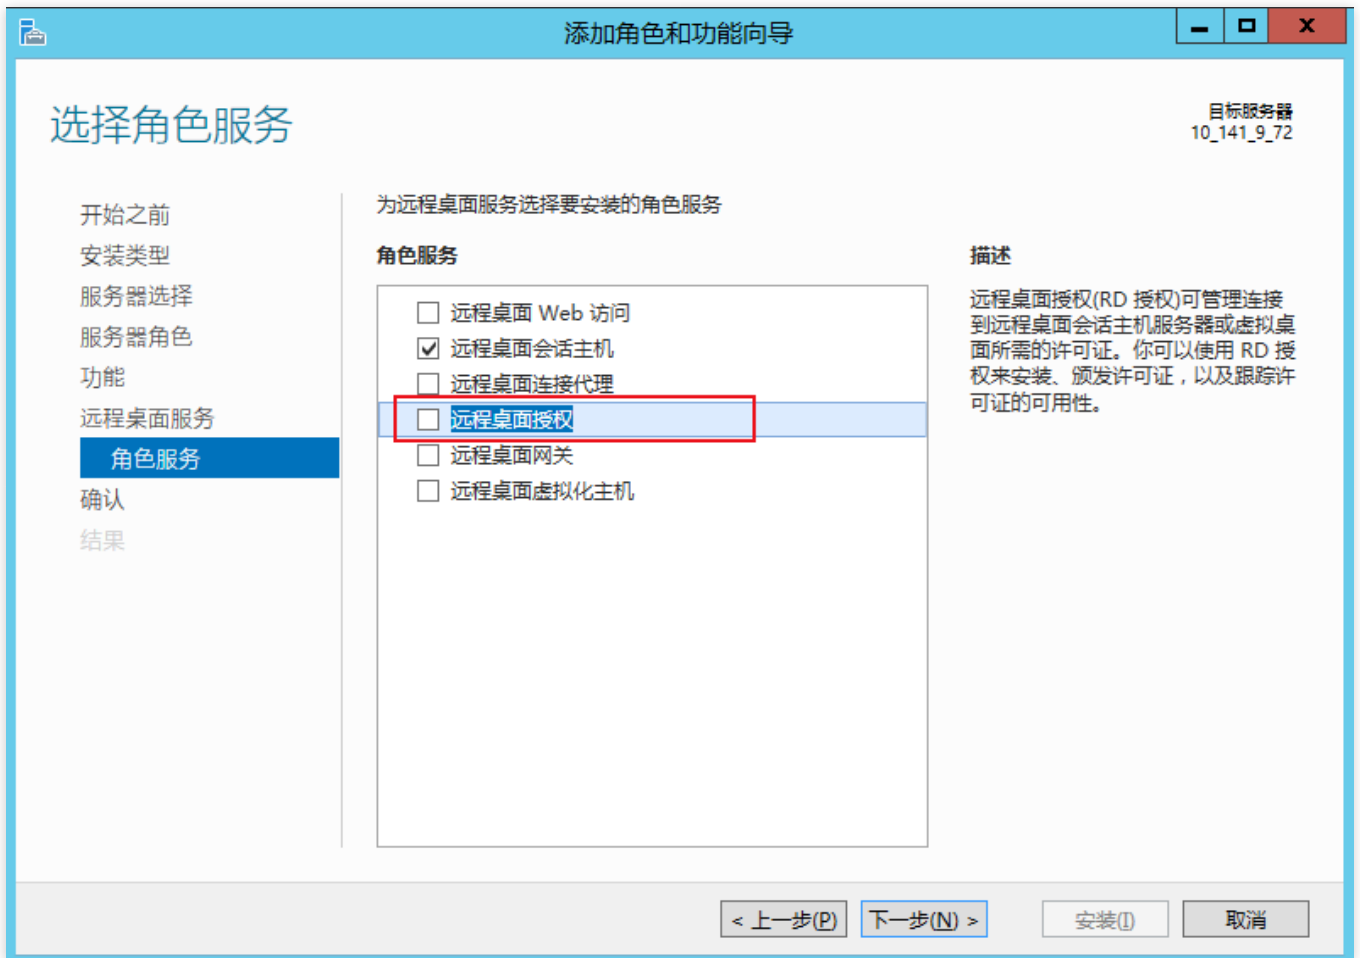 添加角色和功能向导
选择角色服务
目标服务器
10_141_9_72
开始之前
安装类型
服务器选择
服务器角色
功能
远程桌面服务
角色服务
确认
结果
为远程桌面服务选择要安装的角色服务
角色服务
远程桌面 Web 访问
远程桌面会话主机
远程桌面连接代理
远程桌面授权
远程桌面网关
远程桌面虚拟化主机
描述
远程桌面授权(RD 授权)可管理连接
到远程桌面会话主机服务器或虚拟桌
面所需的许可证。你可以使用 RD 授
权来安装、颁发许可证，以及跟踪许
可证的可用性。
< 上一步(P)
下一步(N) >
安装(I)
取消